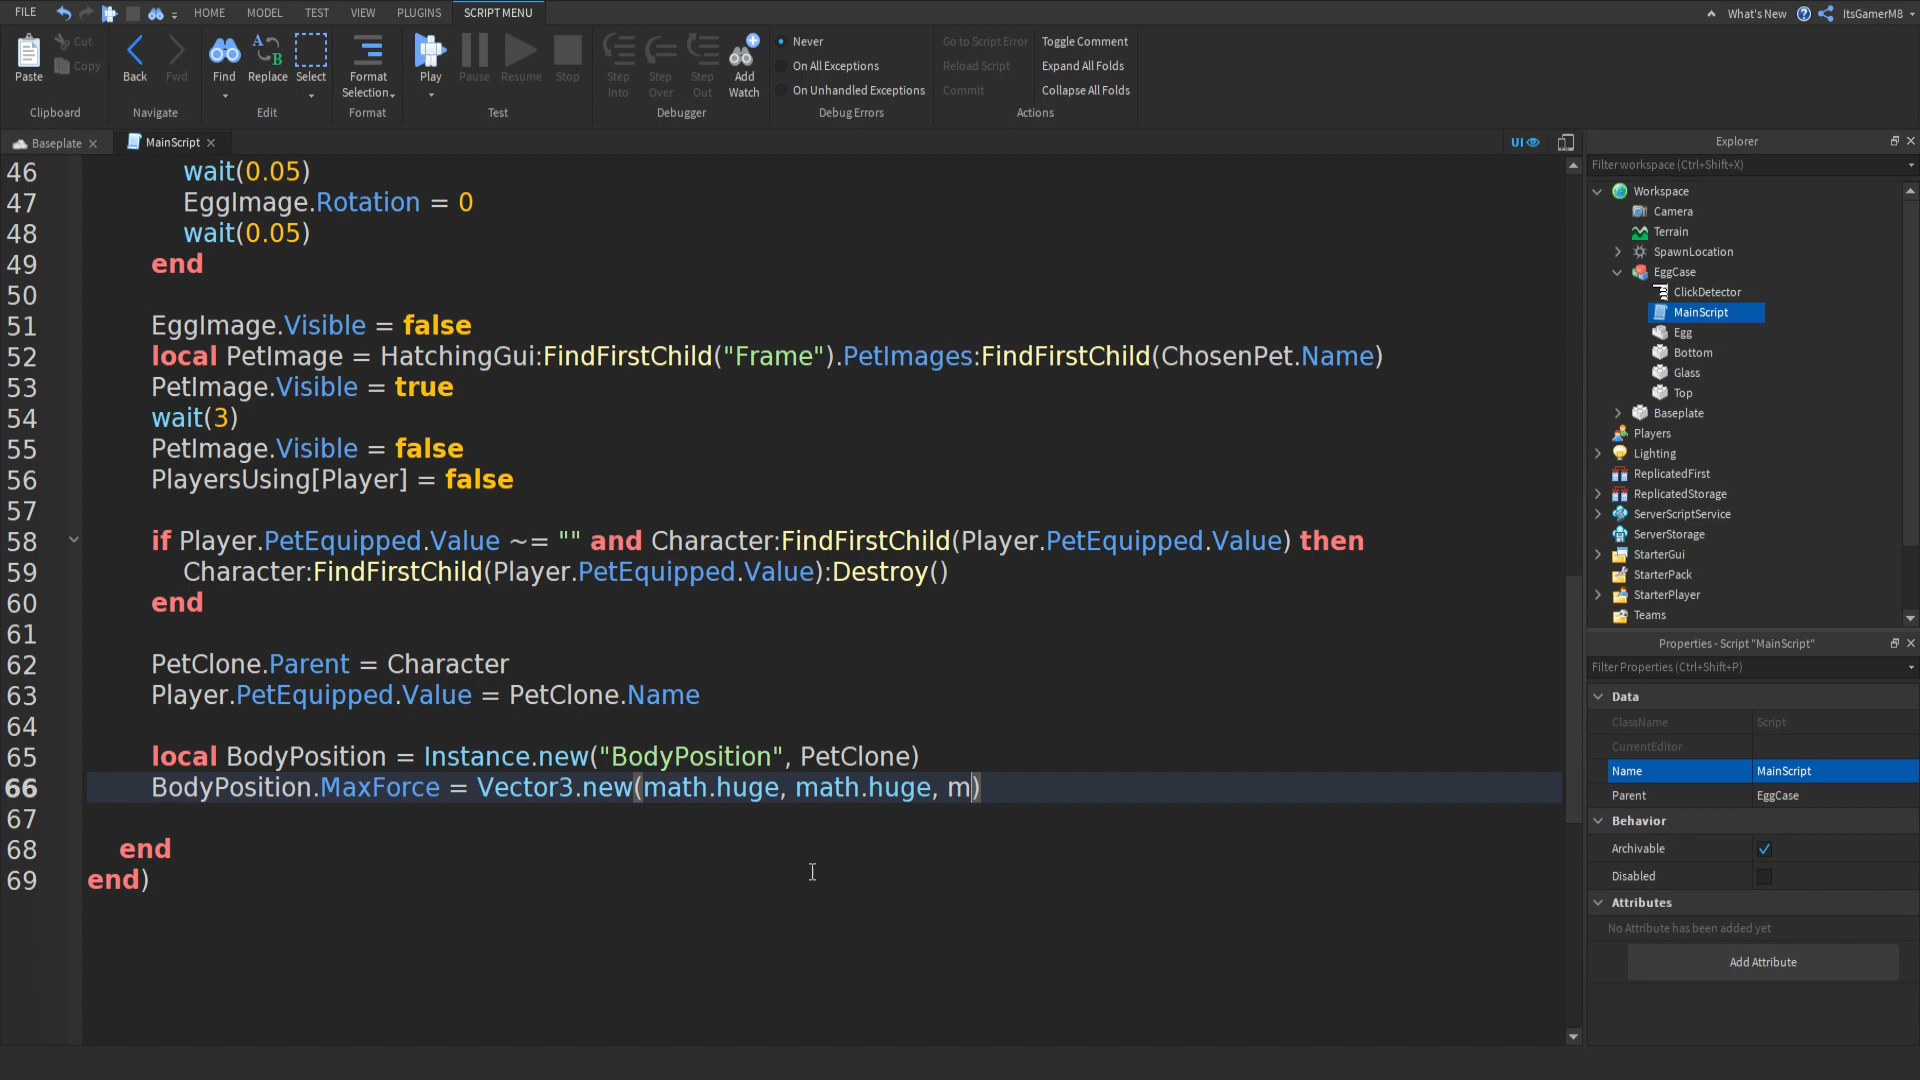 FILE HOME MODEL TEST VIEW PLUGINS SCRIPT MENU What's New ItsGamerM8
Paste Cut Copy Back Fwd Find Replace Select Format Selection Play Pause Resume Stop Step Into Step Over Step Out Add Watch
Never
On All Exceptions
On Unhandled Exceptions
Go to Script Error
Reload Script
Commit
Toggle Comment
Expand All Folds
Collapse All Folds
Clipboard Navigate Edit Format Test Debugger Debug Errors Actions
Baseplate MainScript UI
46 wait(0.05)
47 EggImage.Rotation = 0
48 wait(0.05)
49 end
50
51 EggImage.Visible = false
52 local PetImage = HatchingGui:FindFirstChild("Frame").PetImages:FindFirstChild(ChosenPet.Name)
53 PetImage.Visible = true
54 wait(3)
55 PetImage.Visible = false
56 PlayersUsing[Player] = false
57
58 if Player.PetEquipped.Value ~= "" and Character:FindFirstChild(Player.PetEquipped.Value) then
59 Character:FindFirstChild(Player.PetEquipped.Value):Destroy()
60 end
61
62 PetClone.Parent = Character
63 Player.PetEquipped.Value = PetClone.Name
64
65 local BodyPosition = Instance.new("BodyPosition", PetClone)
66 BodyPosition.MaxForce = Vector3.new(math.huge, math.huge, m)
67
68 end
69 end)
Explorer
Filter workspace (Ctrl+Shift+X)
Workspace
Camera
Terrain
SpawnLocation
EggCase
ClickDetector
MainScript
Egg
Bottom
Glass
Top
Baseplate
Players
Lighting
ReplicatedFirst
ReplicatedStorage
ServerScriptService
ServerStorage
StarterGui
StarterPack
StarterPlayer
Teams
Properties - Script "MainScript"
Filter Properties (Ctrl+Shift+P)
Data
ClassName Script
CurrentEditor
Name MainScript
Parent EggCase
Behavior
Archivable
Disabled
Attributes
No Attribute has been added yet
Add Attribute